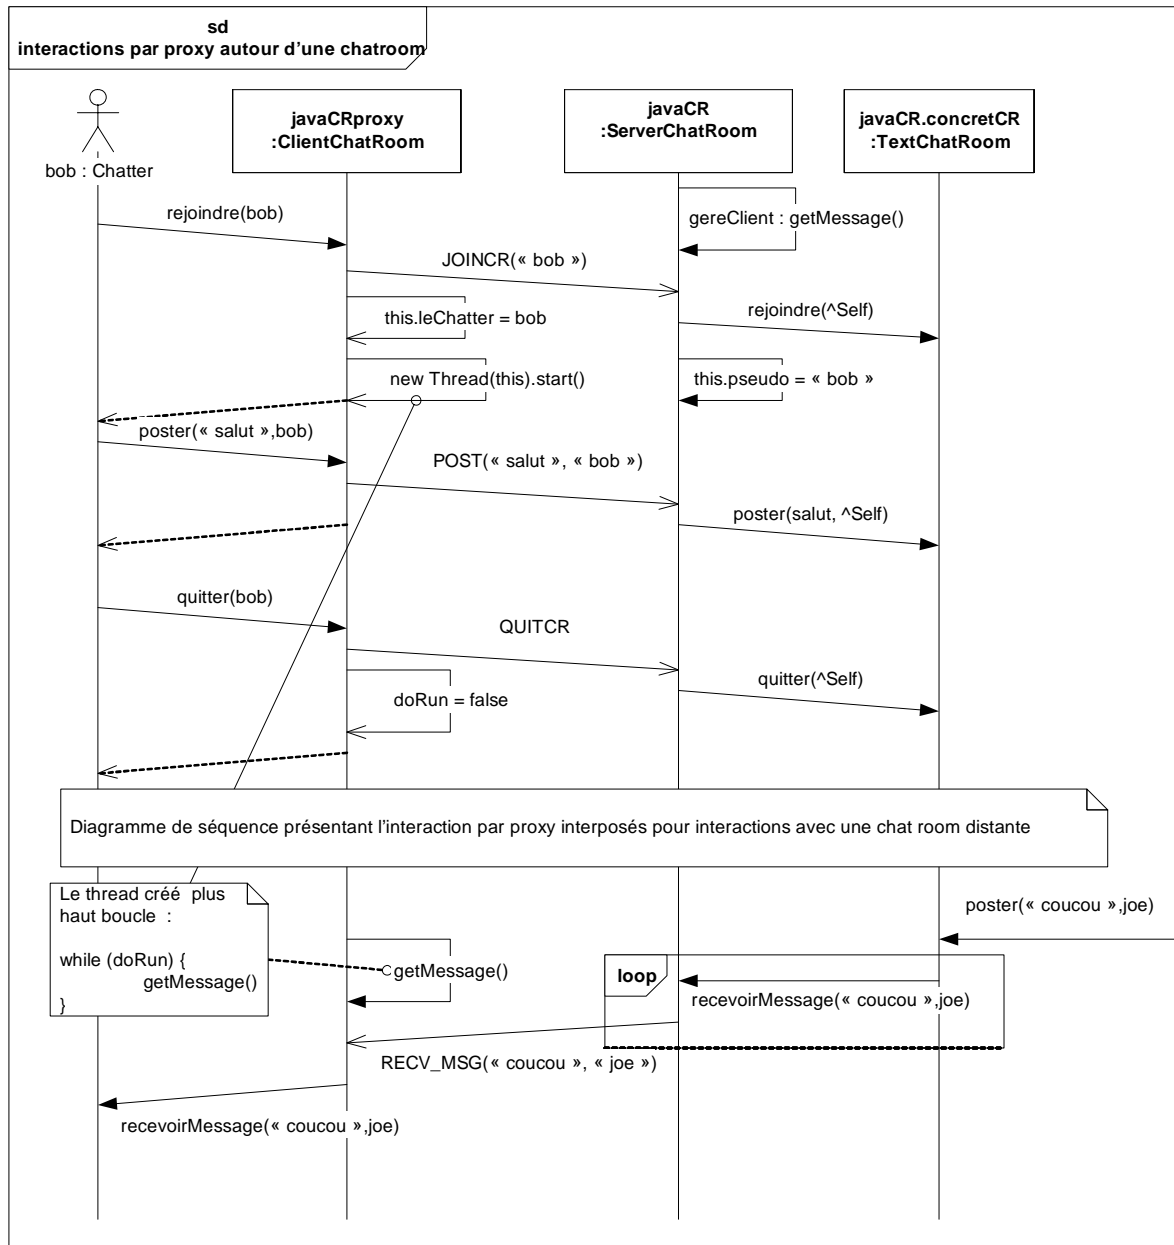 sd
interactions par proxy autour d'une chatroom
javaCRproxy
:ClientChatRoom
javaCR
:ServerChatRoom
javaCR.concretCR
:TextChatRoom
bob : Chatter
rejoindre(bob)
gereClient : getMessage()
JOINCR(« bob »)
this.leChatter = bob
rejoindre(^Self)
new Thread(this).start()
this.pseudo = « bob »
poster(« salut »,bob)
POST(« salut », « bob »)
poster(salut, ^Self)
quitter(bob)
QUITCR
quitter(^Self)
doRun = false
Diagramme de séquence présentant l'interaction par proxy interposés pour interactions avec une chat room distante
Le thread créé plus
haut boucle :
while (doRun) {
getMessage()
}
poster(« coucou »,joe)
getMessage()
loop
recevoirMessage(« coucou »,joe)
RECV_MSG(« coucou », « joe »)
recevoirMessage(« coucou »,joe)